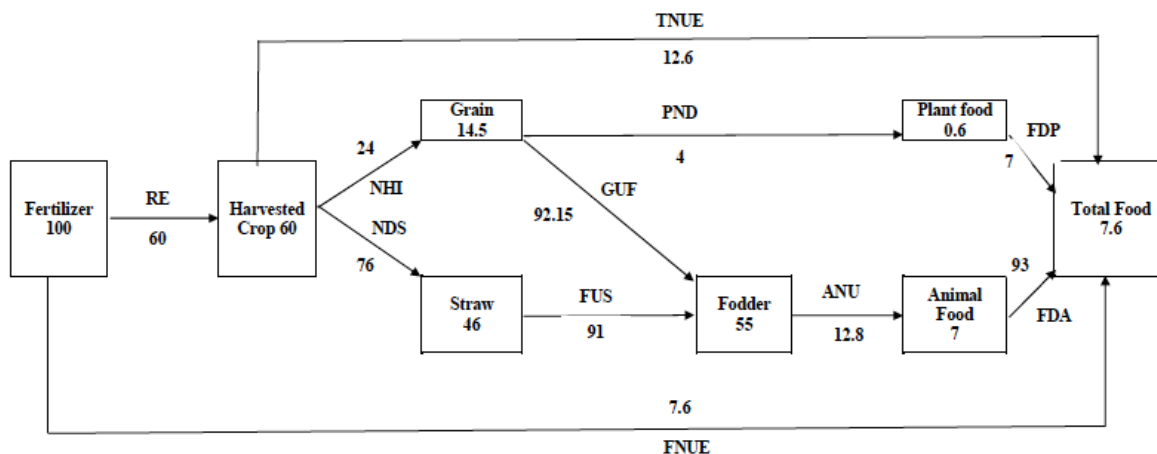 TNUE
12.6
Grain
14.5
PND
4
Plant food
0.6
FDP
7
24
NHI
GUF
92.15
Fertilizer
100
RE
60
Harvested
Crop 60
NDS
76
Total Food
7.6
Straw
46
FUS
91
Fodder
55
ANU
12.8
Animal
Food
7
93
FDA
7.6
FNUE